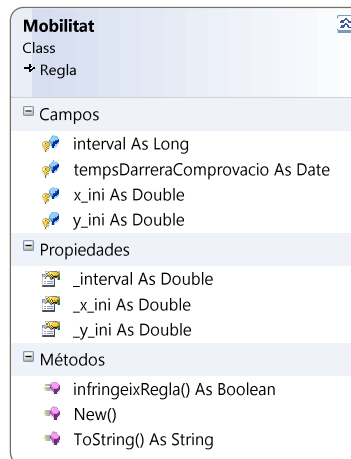 Mobilitat
Class
Regla
Campos
interval As Long
tempsDarreraComprovacio As Date
x_ini As Double
y_ini As Double
Propiedades
_interval As Double
_x_ini As Double
_y_ini As Double
Métodos
infringeixRegla() As Boolean
New()
ToString() As String